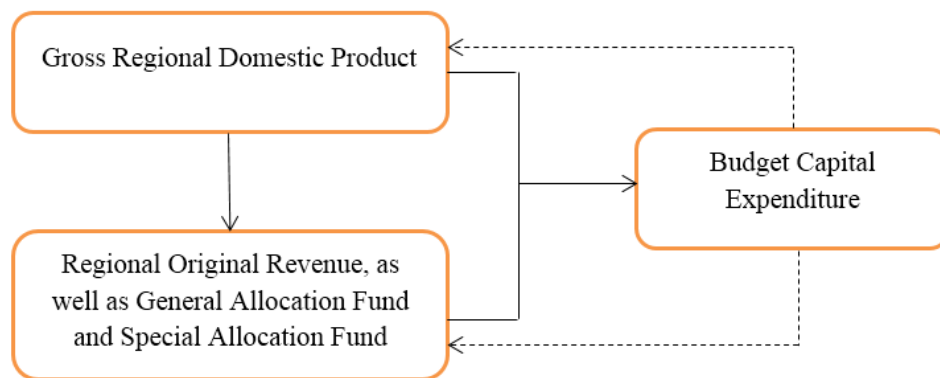 Gross Regional Domestic Product
Budget Capital
Expenditure
Regional Original Revenue, as
well as General Allocation Fund
and Special Allocation Fund